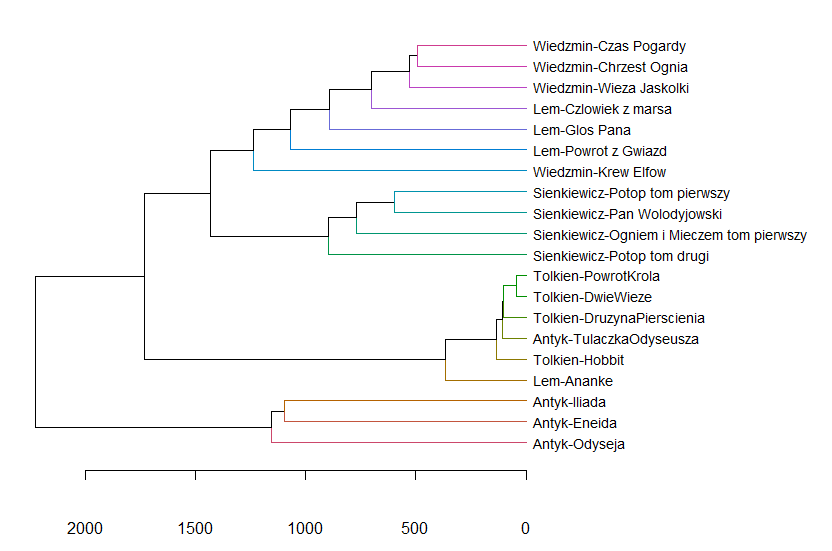 Wiedzmin-Czas Pogardy
Wiedzmin-Chrzest Ognia
Wiedzmin-Wieza Jaskolki
Lem-Czlowiek z marsa
Lem-Glos Pana
Lem-Powrot z Gwiazd
Wiedzmin-Krew Elfow
Sienkiewicz-Potop tom pierwszy
Sienkiewicz-Pan Wolodyjowski
Sienkiewicz-Ogniem i Mieczem tom pierwszy
Sienkiewicz-Potop tom drugi
Tolkien-PowrotKrola
Tolkien-DwieWieze
Tolkien-DruzynaPierscienia
Antyk-TulaczkaOdyseusza
Tolkien-Hobbit
Lem-Ananke
Antyk-Iliada
Antyk-Eneida
Antyk-Odyseja
2000 1500 1000 500 0